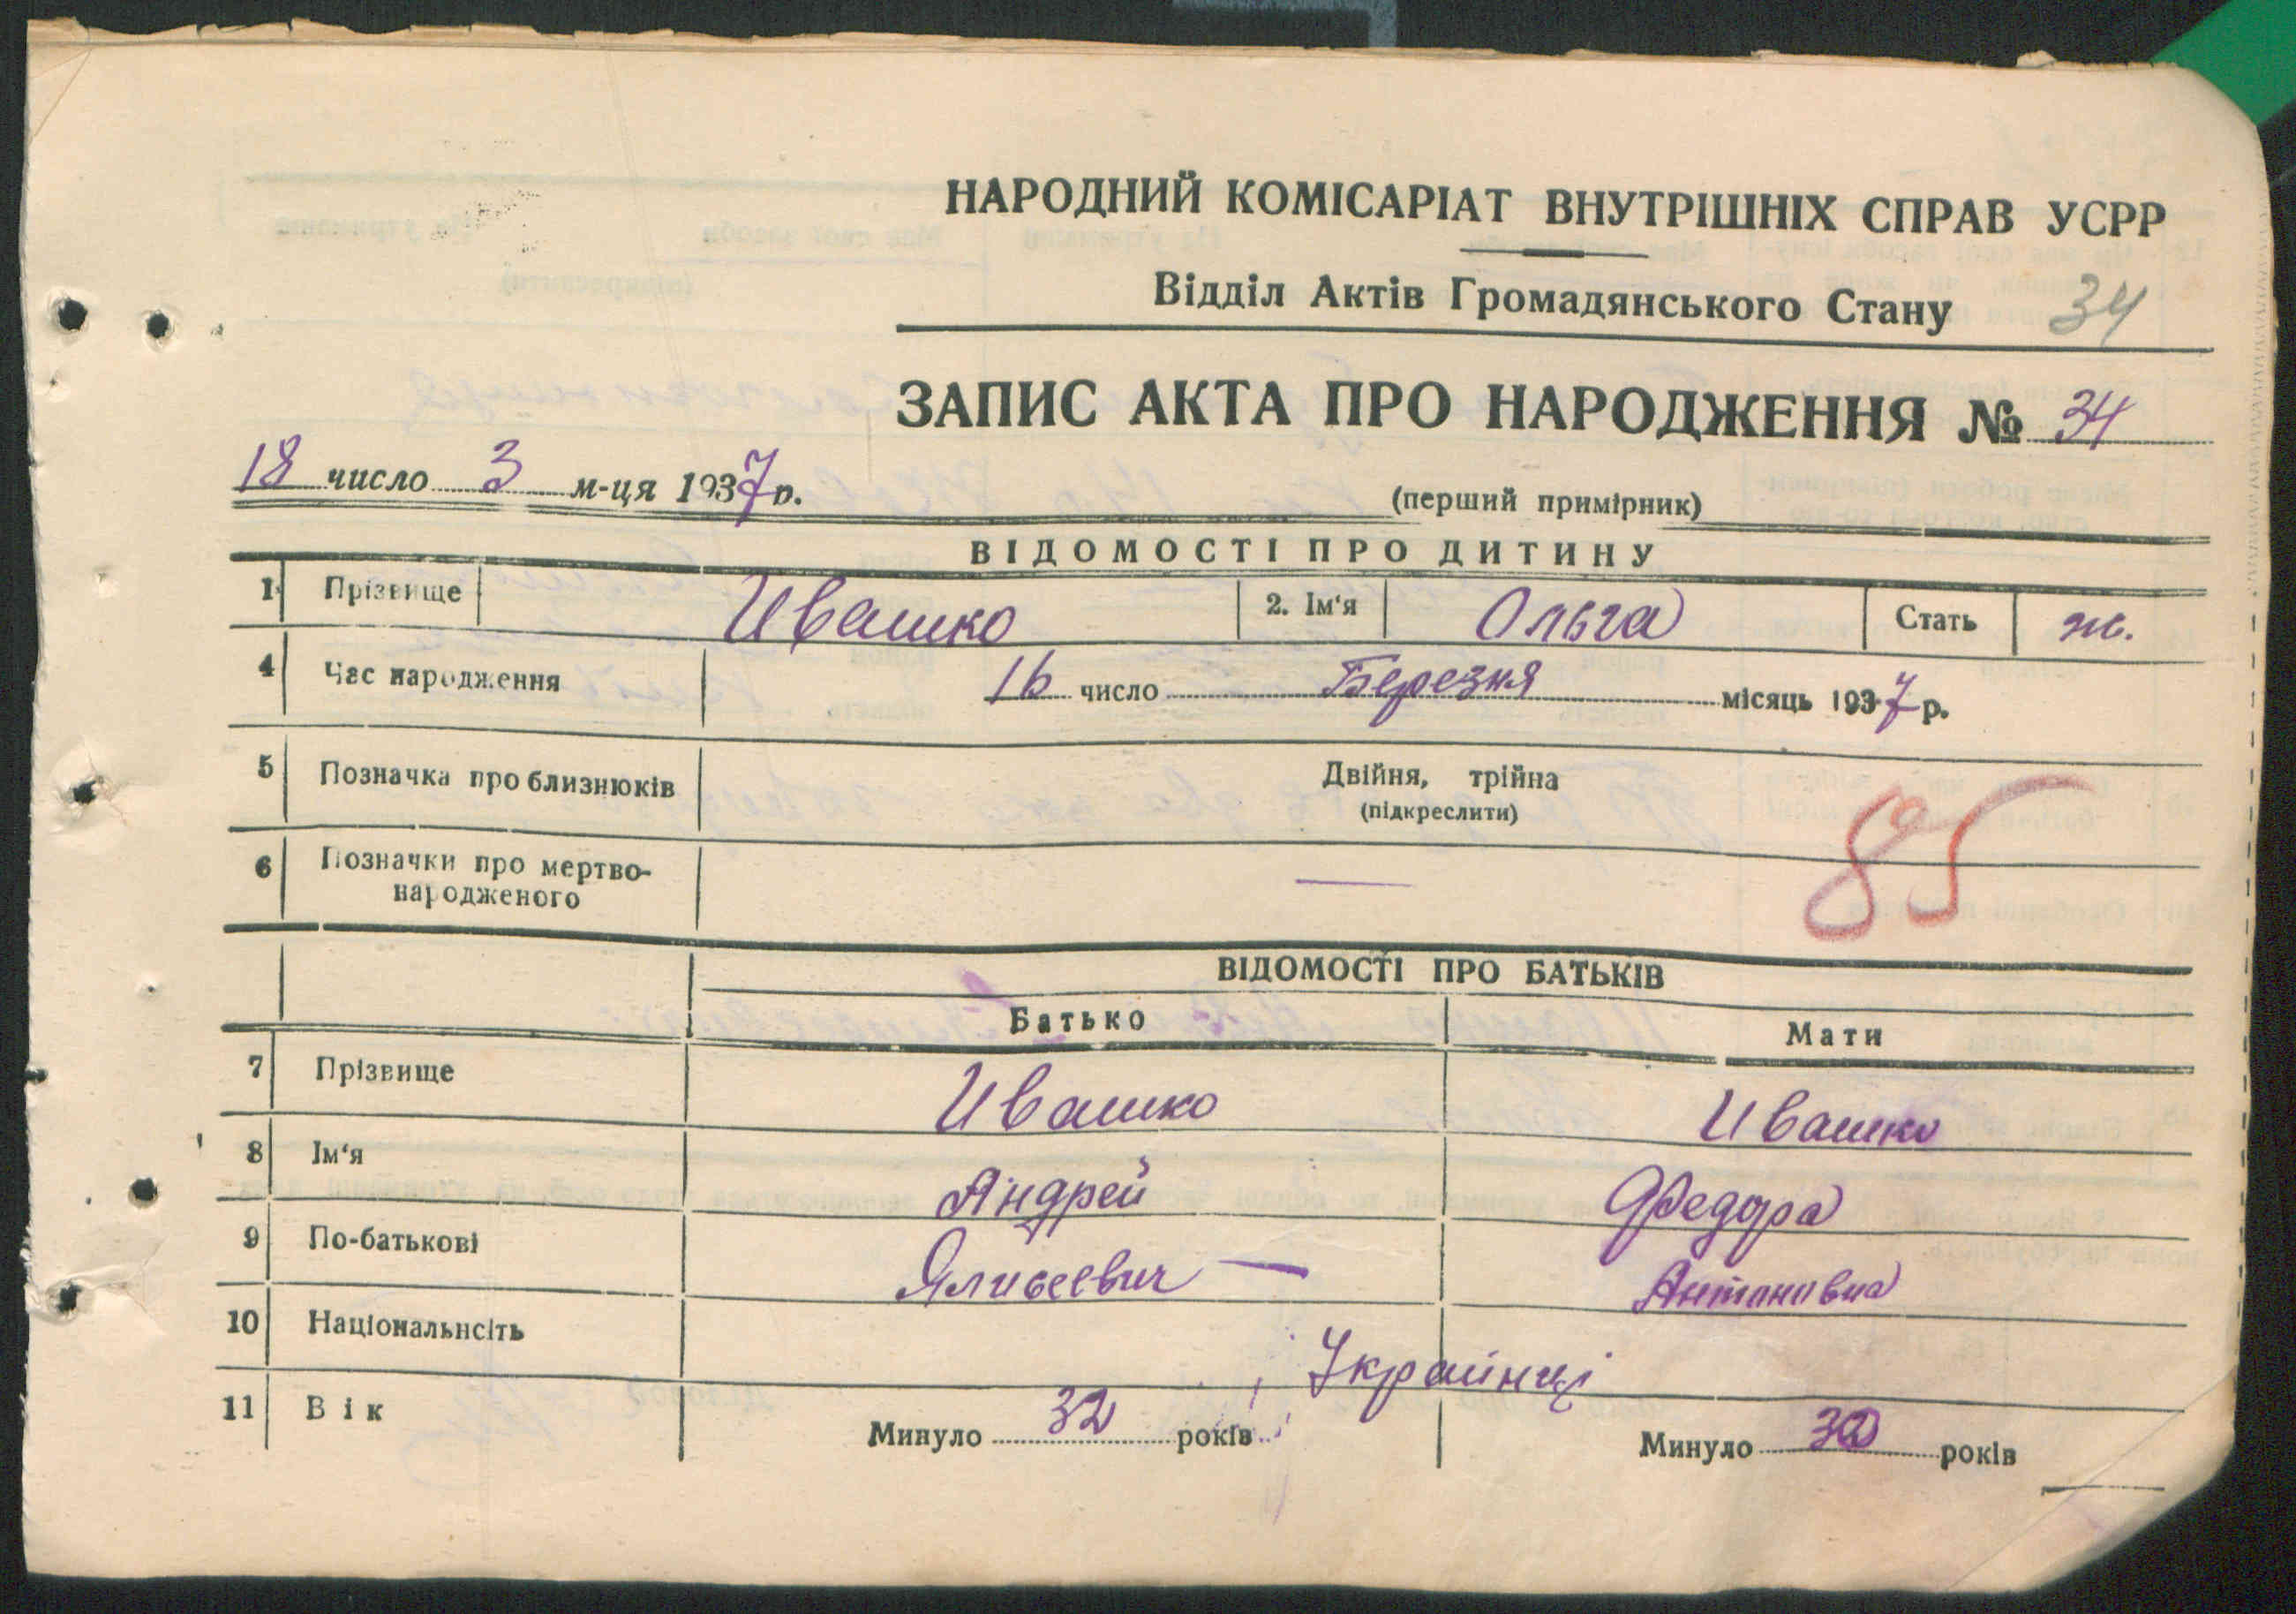 НАРОДНИЙ КОМІСАРІАТ ВНУТРІШНІХ СПРАВ УСРР
Відділ Актів Громадянського Стану 34
ЗАПИС АКТА ПРО НАРОДЖЕННЯ № 34
18 число 3 м-ця 1937 р.
(перший примірник)
ВІДОМОСТІ ПРО ДИТИНУ
1 Прізвище Ивашко 2. Ім‘я Ольга Стать ж.
4 Час народження 16 число Березня місяць 1937 р.
5 Позначка про близнюків Двійня, трійна
(підкреслити)
85
6 Позначки про мертво-
народженого —
ВІДОМОСТІ ПРО БАТЬКІВ
Батько Мати
7 Прізвище Ивашко Ивашко
8 Ім‘я Андрей Федора
9 По-батькові Ялисеевич — Антоновна
10 Національнсіть Українці
11 Вік Минуло 32 років Минуло років